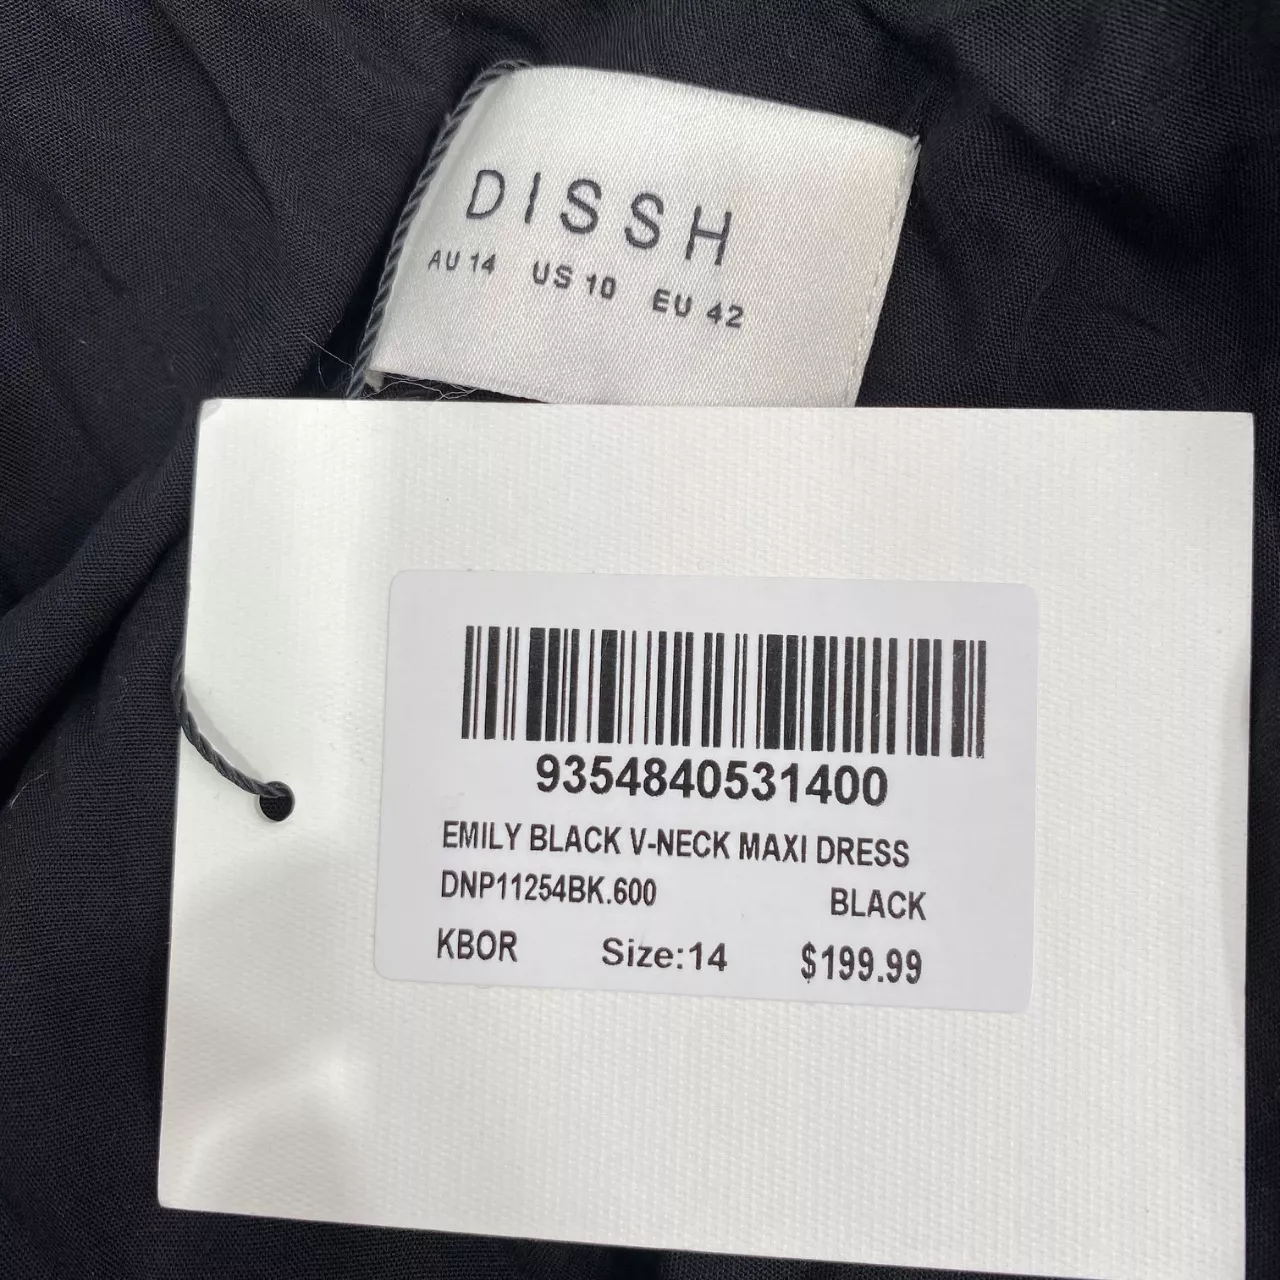 DISSH
AU 14 US 10 EU 42
9354840531400
EMILY BLACK V-NECK MAXI DRESS
DNP11254BK.600 BLACK
KBOR Size:14 $199.99